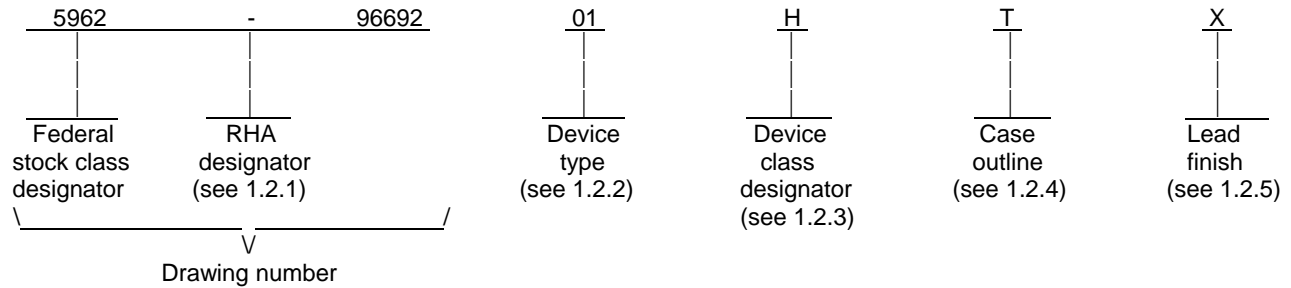 5962 - 96692 01 H T X
Federal RHA Device Device Case Lead
stock class designator type class outline finish
designator (see 1.2.1) (see 1.2.2) designator (see 1.2.4) (see 1.2.5)
(see 1.2.3)
Drawing number